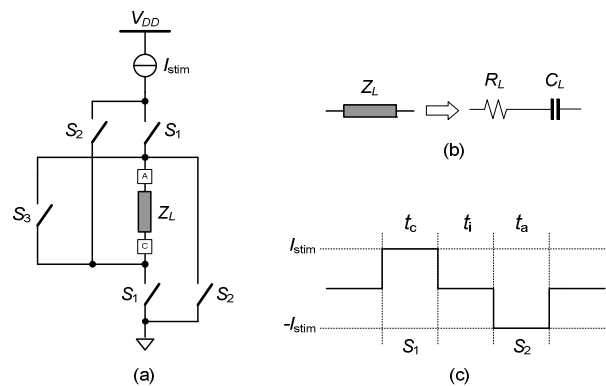 V_DD
I_stim
S_2
S_1
A
S_3
Z_L
C
S_1
S_2
(a)
Z_L
R_L
C_L
(b)
t_c
t_i
t_a
I_stim
-I_stim
S_1
S_2
(c)